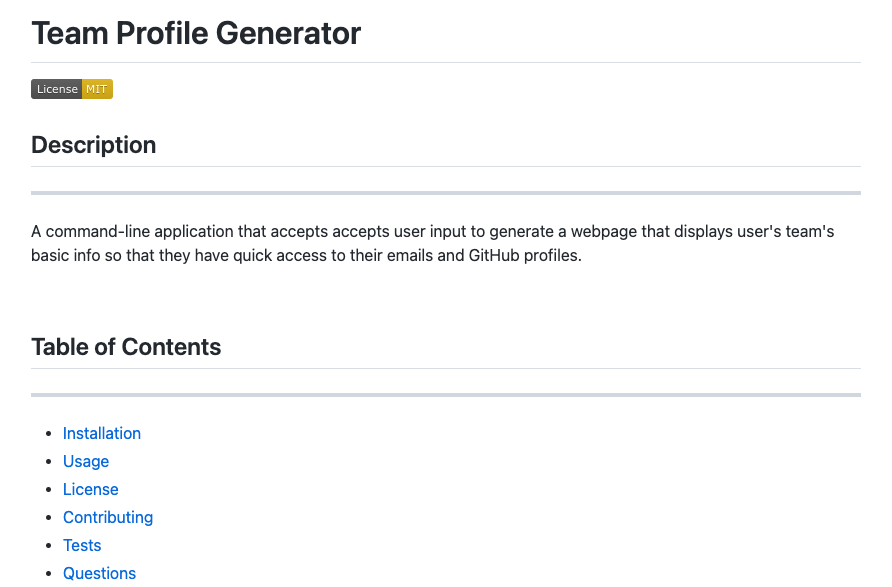 Team Profile Generator
License MIT
Description
A command-line application that accepts accepts user input to generate a webpage that displays user's team's
basic info so that they have quick access to their emails and GitHub profiles.
Table of Contents
Installation
Usage
License
Contributing
Tests
Questions